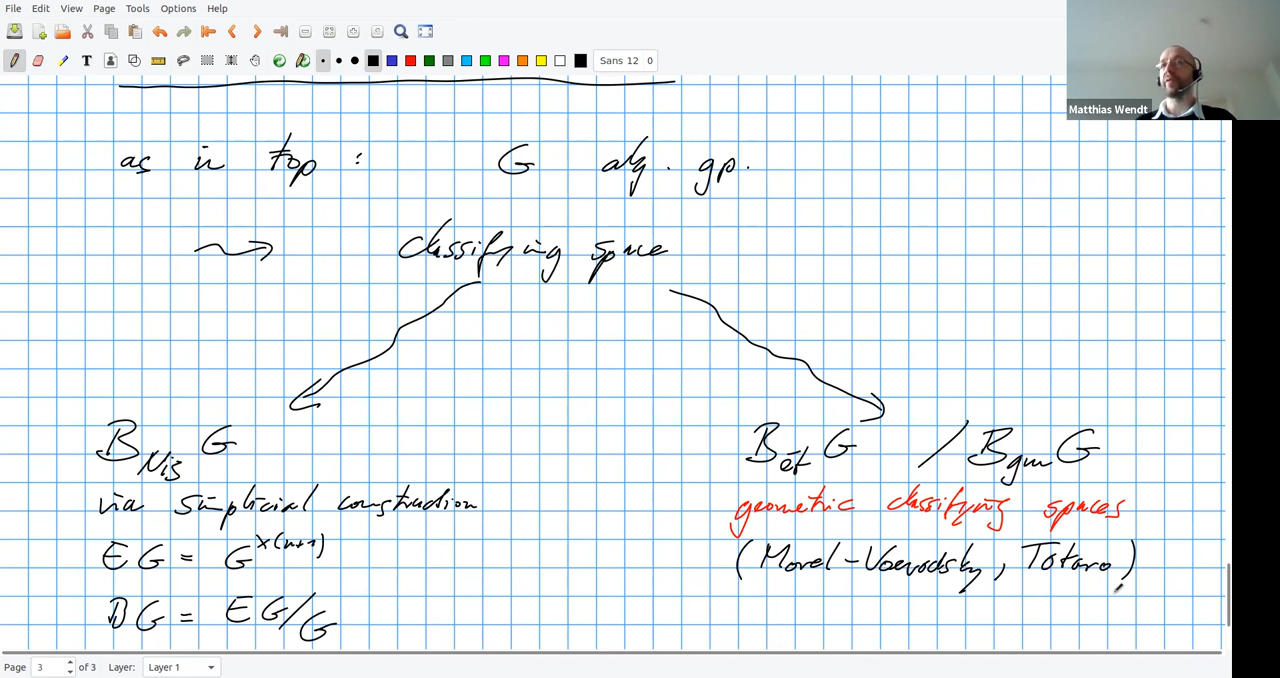 File Edit View Page Tools Options Help
T Sans 12 0
Matthias Wendt
as in top : G alg. gp.
classifying space
B_Nis G B_ét G / B_gm G
via simplicial construction geometric classifying spaces
EG = G^×(n+1) (Morel-Voevodsky, Totaro)
BG = EG/G
Page 3 of 3 Layer: Layer 1